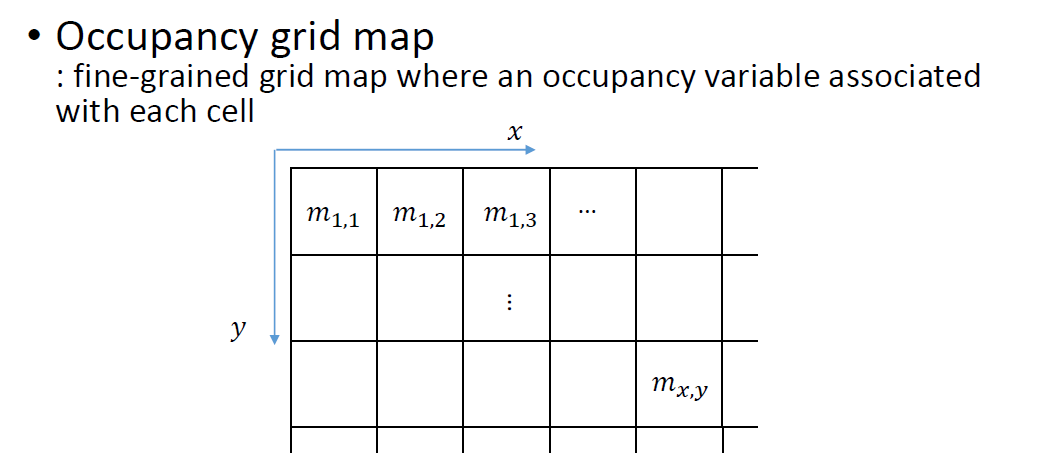 • Occupancy grid map
: fine-grained grid map where an occupancy variable associated
with each cell
x
m1,1 m1,2 m1,3 ...
⋮
y
mx,y